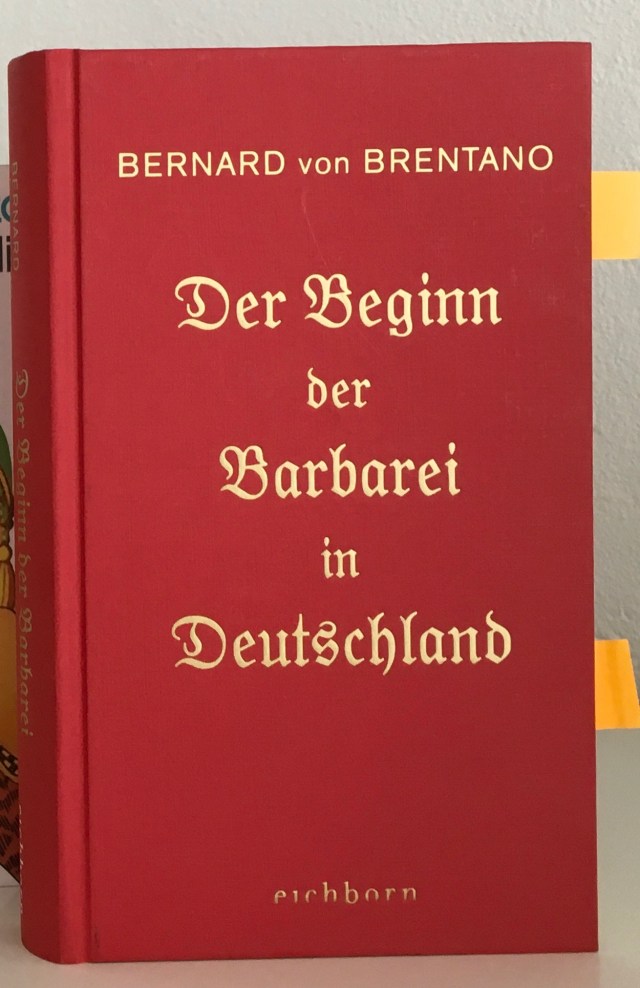 BERNARD von BRENTANO
Der Beginn
der
Barbarei
in
Deutschland
eichborn
BERNARD
Der Beginn der Barbarei